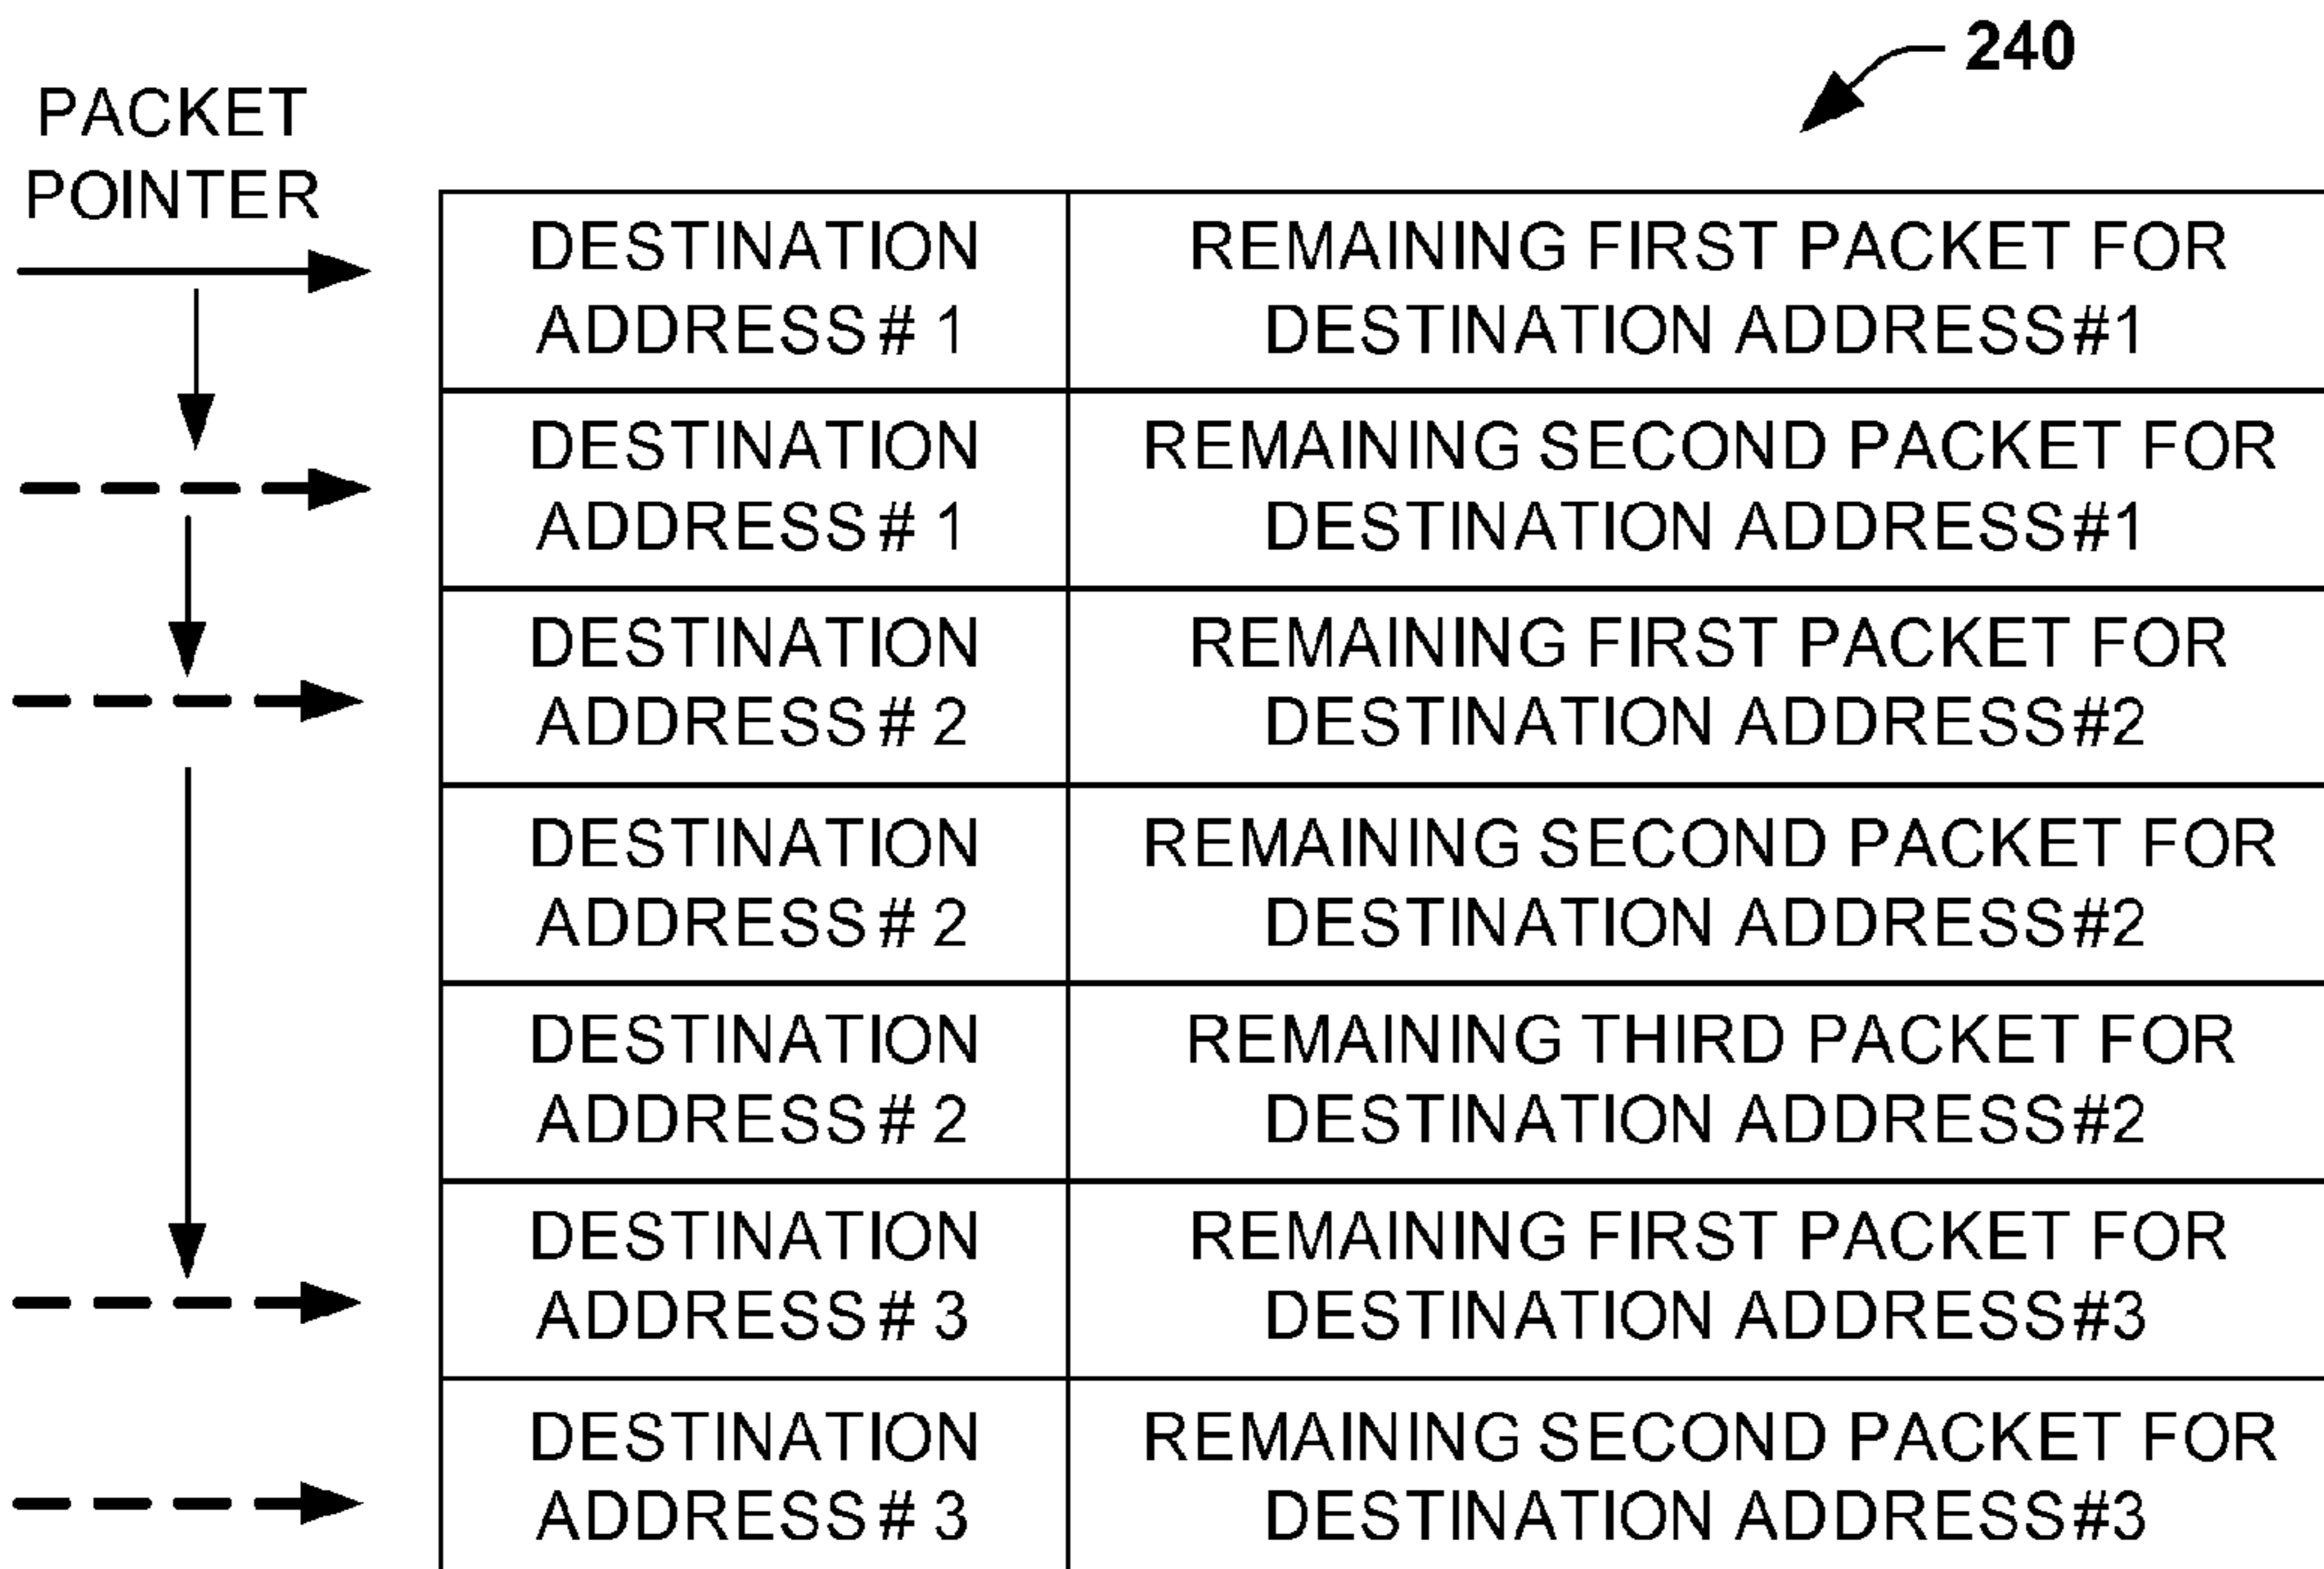 240
PACKET
POINTER
DESTINATION
ADDRESS # 1
REMAINING FIRST PACKET FOR
DESTINATION ADDRESS#1
DESTINATION
ADDRESS # 1
REMAINING SECOND PACKET FOR
DESTINATION ADDRESS#1
DESTINATION
ADDRESS # 2
REMAINING FIRST PACKET FOR
DESTINATION ADDRESS#2
DESTINATION
ADDRESS # 2
REMAINING SECOND PACKET FOR
DESTINATION ADDRESS#2
DESTINATION
ADDRESS # 2
REMAINING THIRD PACKET FOR
DESTINATION ADDRESS#2
DESTINATION
ADDRESS # 3
REMAINING FIRST PACKET FOR
DESTINATION ADDRESS#3
DESTINATION
ADDRESS # 3
REMAINING SECOND PACKET FOR
DESTINATION ADDRESS#3